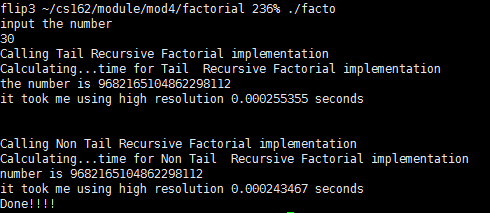 flip3 ~/cs162/module/mod4/factorial 236% ./facto
input the number
30
Calling Tail Recursive Factorial implementation
Calculating...time for Tail  Recursive Factorial implementation
the number is 9682165104862298112
it took me using high resolution 0.000255355 seconds
Calling Non Tail Recursive Factorial implementation
Calculating...time for Non Tail  Recursive Factorial implementation
number is 9682165104862298112
it took me using high resolution 0.000243467 seconds
Done!!!!